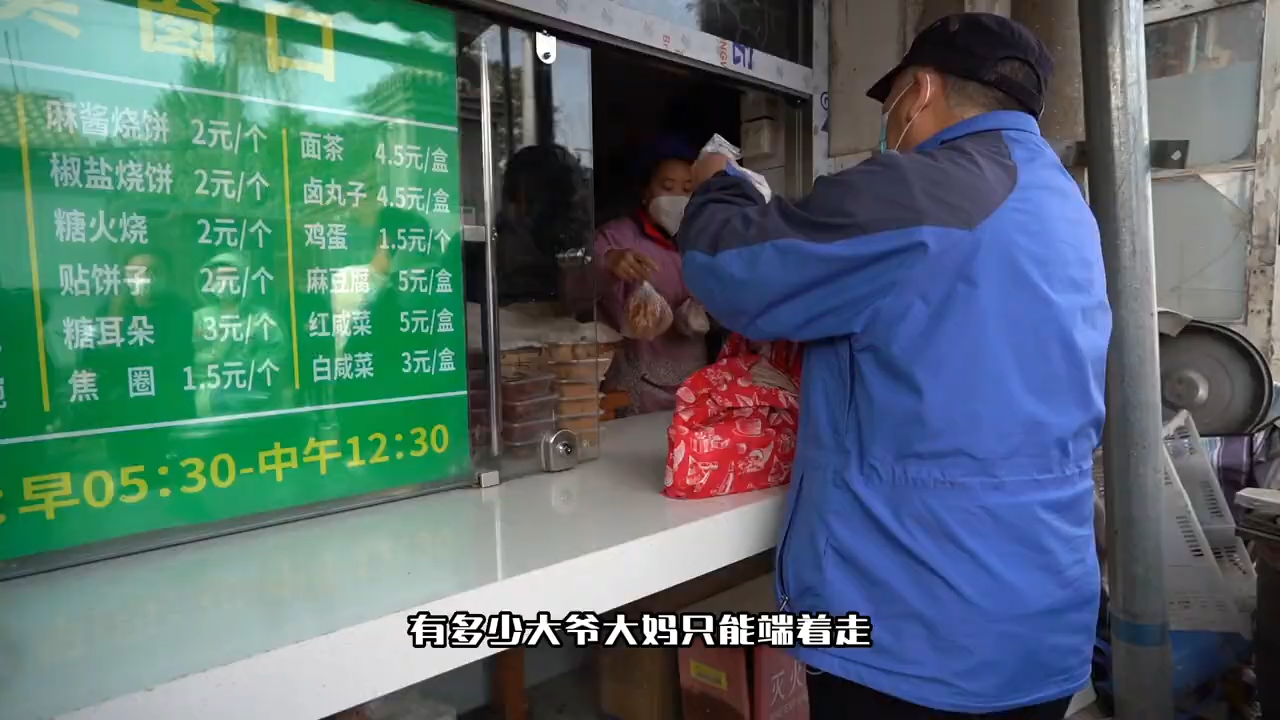 窗口
麻酱烧饼 2元/个
椒盐烧饼 2元/个
糖火烧 2元/个
贴饼子 2元/个
糖耳朵 3元/个
焦圈 1.5元/个
面茶 4.5元/盒
卤丸子 4.5元/盒
鸡蛋 1.5元/个
麻豆腐 5元/盒
红咸菜 5元/盒
白咸菜 3元/盒
早05:30-中午12:30
有多少大爷大妈只能端着走
灭火